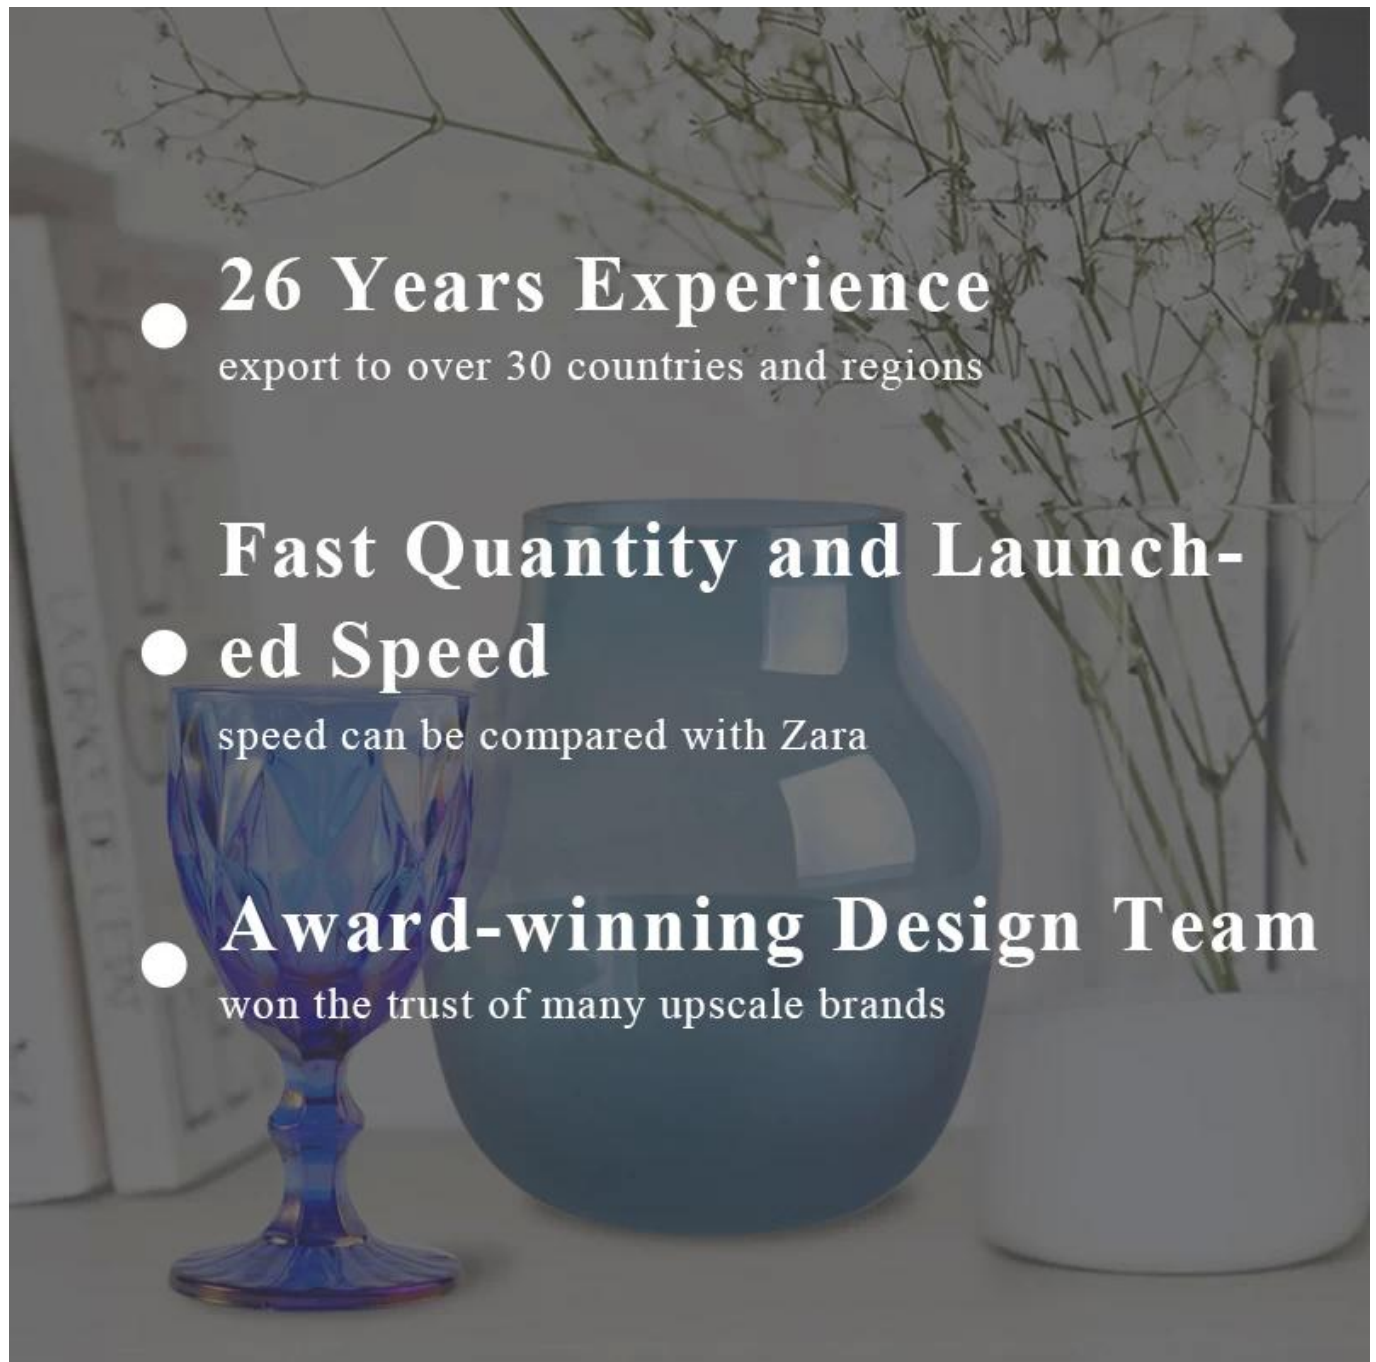 26 Years Experience
export to over 30 countries and regions
Fast Quantity and Launch-
ed Speed
speed can be compared with Zara
Award-winning Design Team
won the trust of many upscale brands